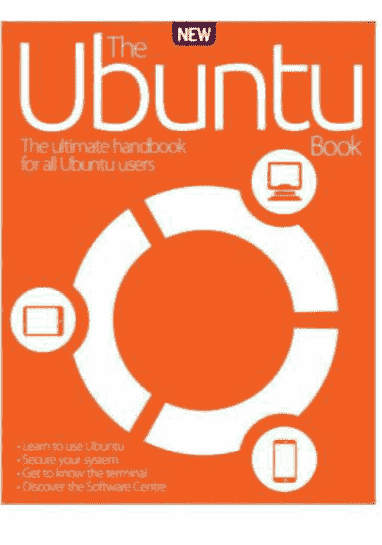 NEW
The
Ubuntu
Book
The ultimate handbook
for all Ubuntu users
• Learn to use Ubuntu
• Secure your system
• Get to know the terminal
• Discover the Software Centre